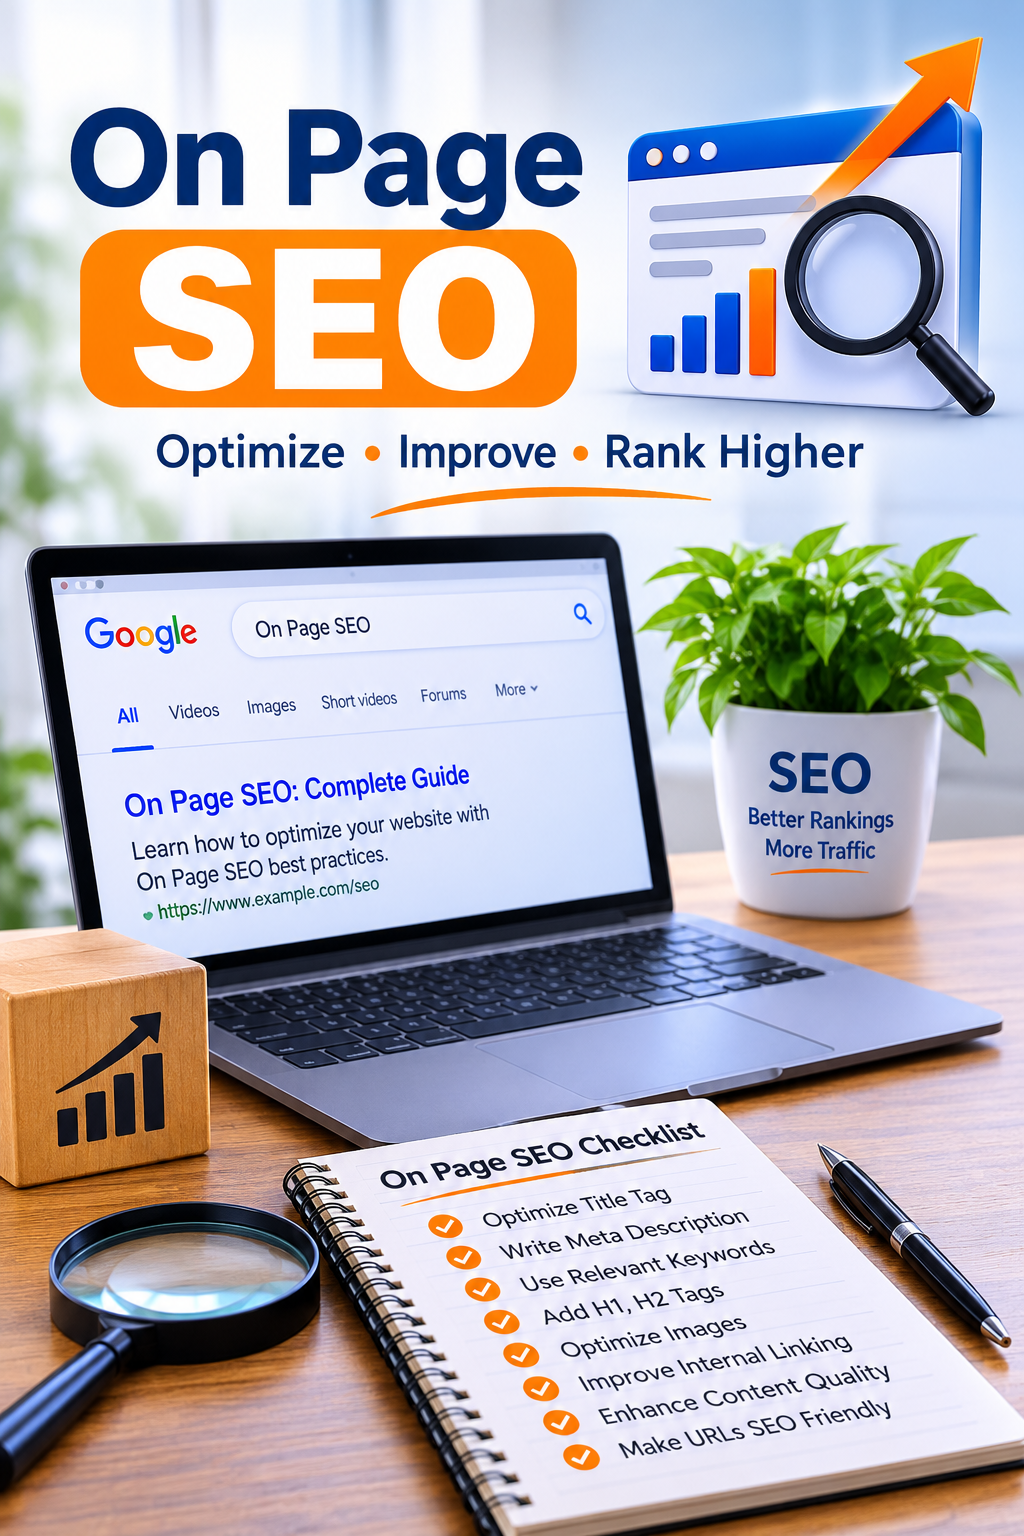 On Page
SEO
Optimize • Improve • Rank Higher
Google
On Page SEO
All Videos Images Short videos Forums More
On Page SEO: Complete Guide
Learn how to optimize your website with
On Page SEO best practices.
https://www.example.com/seo
SEO
Better Rankings
More Traffic
On Page SEO Checklist
Optimize Title Tag
Write Meta Description
Use Relevant Keywords
Add H1, H2 Tags
Optimize Images
Improve Internal Linking
Enhance Content Quality
Make URLs SEO Friendly